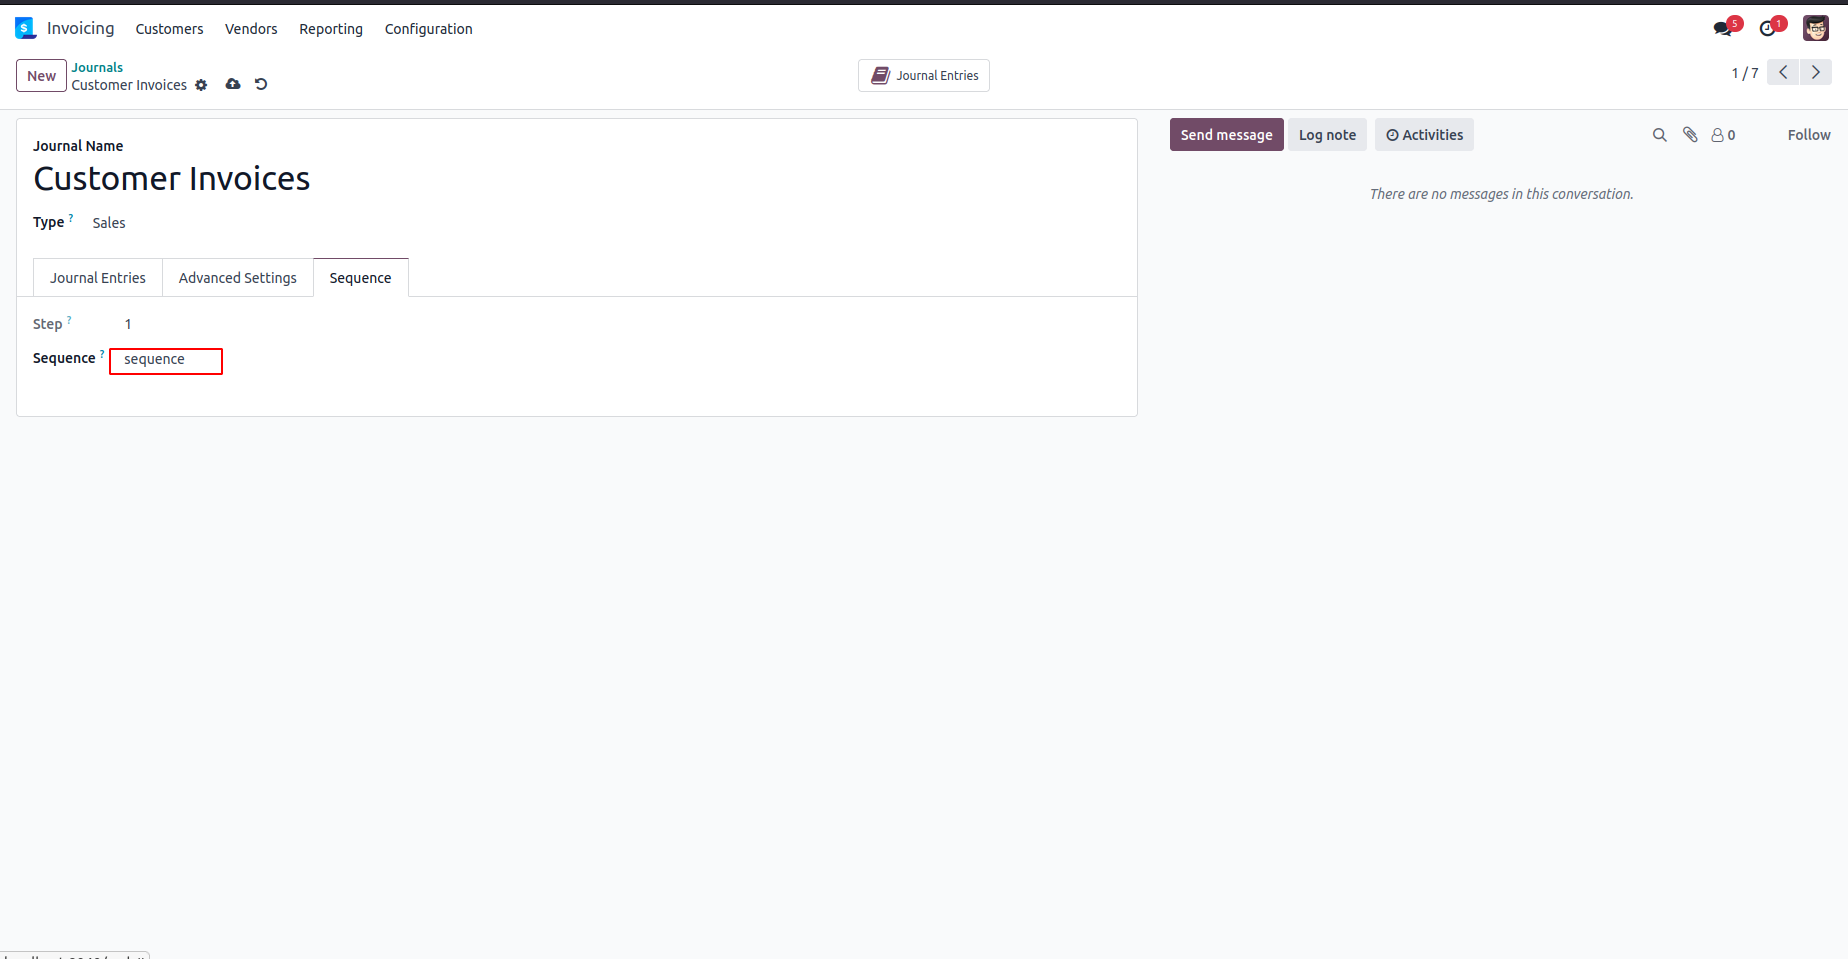 Invoicing Customers Vendors Reporting Configuration 5 1
New Journals
Customer Invoices
Journal Entries
1 / 7
Send message Log note Activities 0 Follow
There are no messages in this conversation.
Journal Name
Customer Invoices
Type ? Sales
Journal Entries Advanced Settings Sequence
Step ? 1
Sequence ? sequence